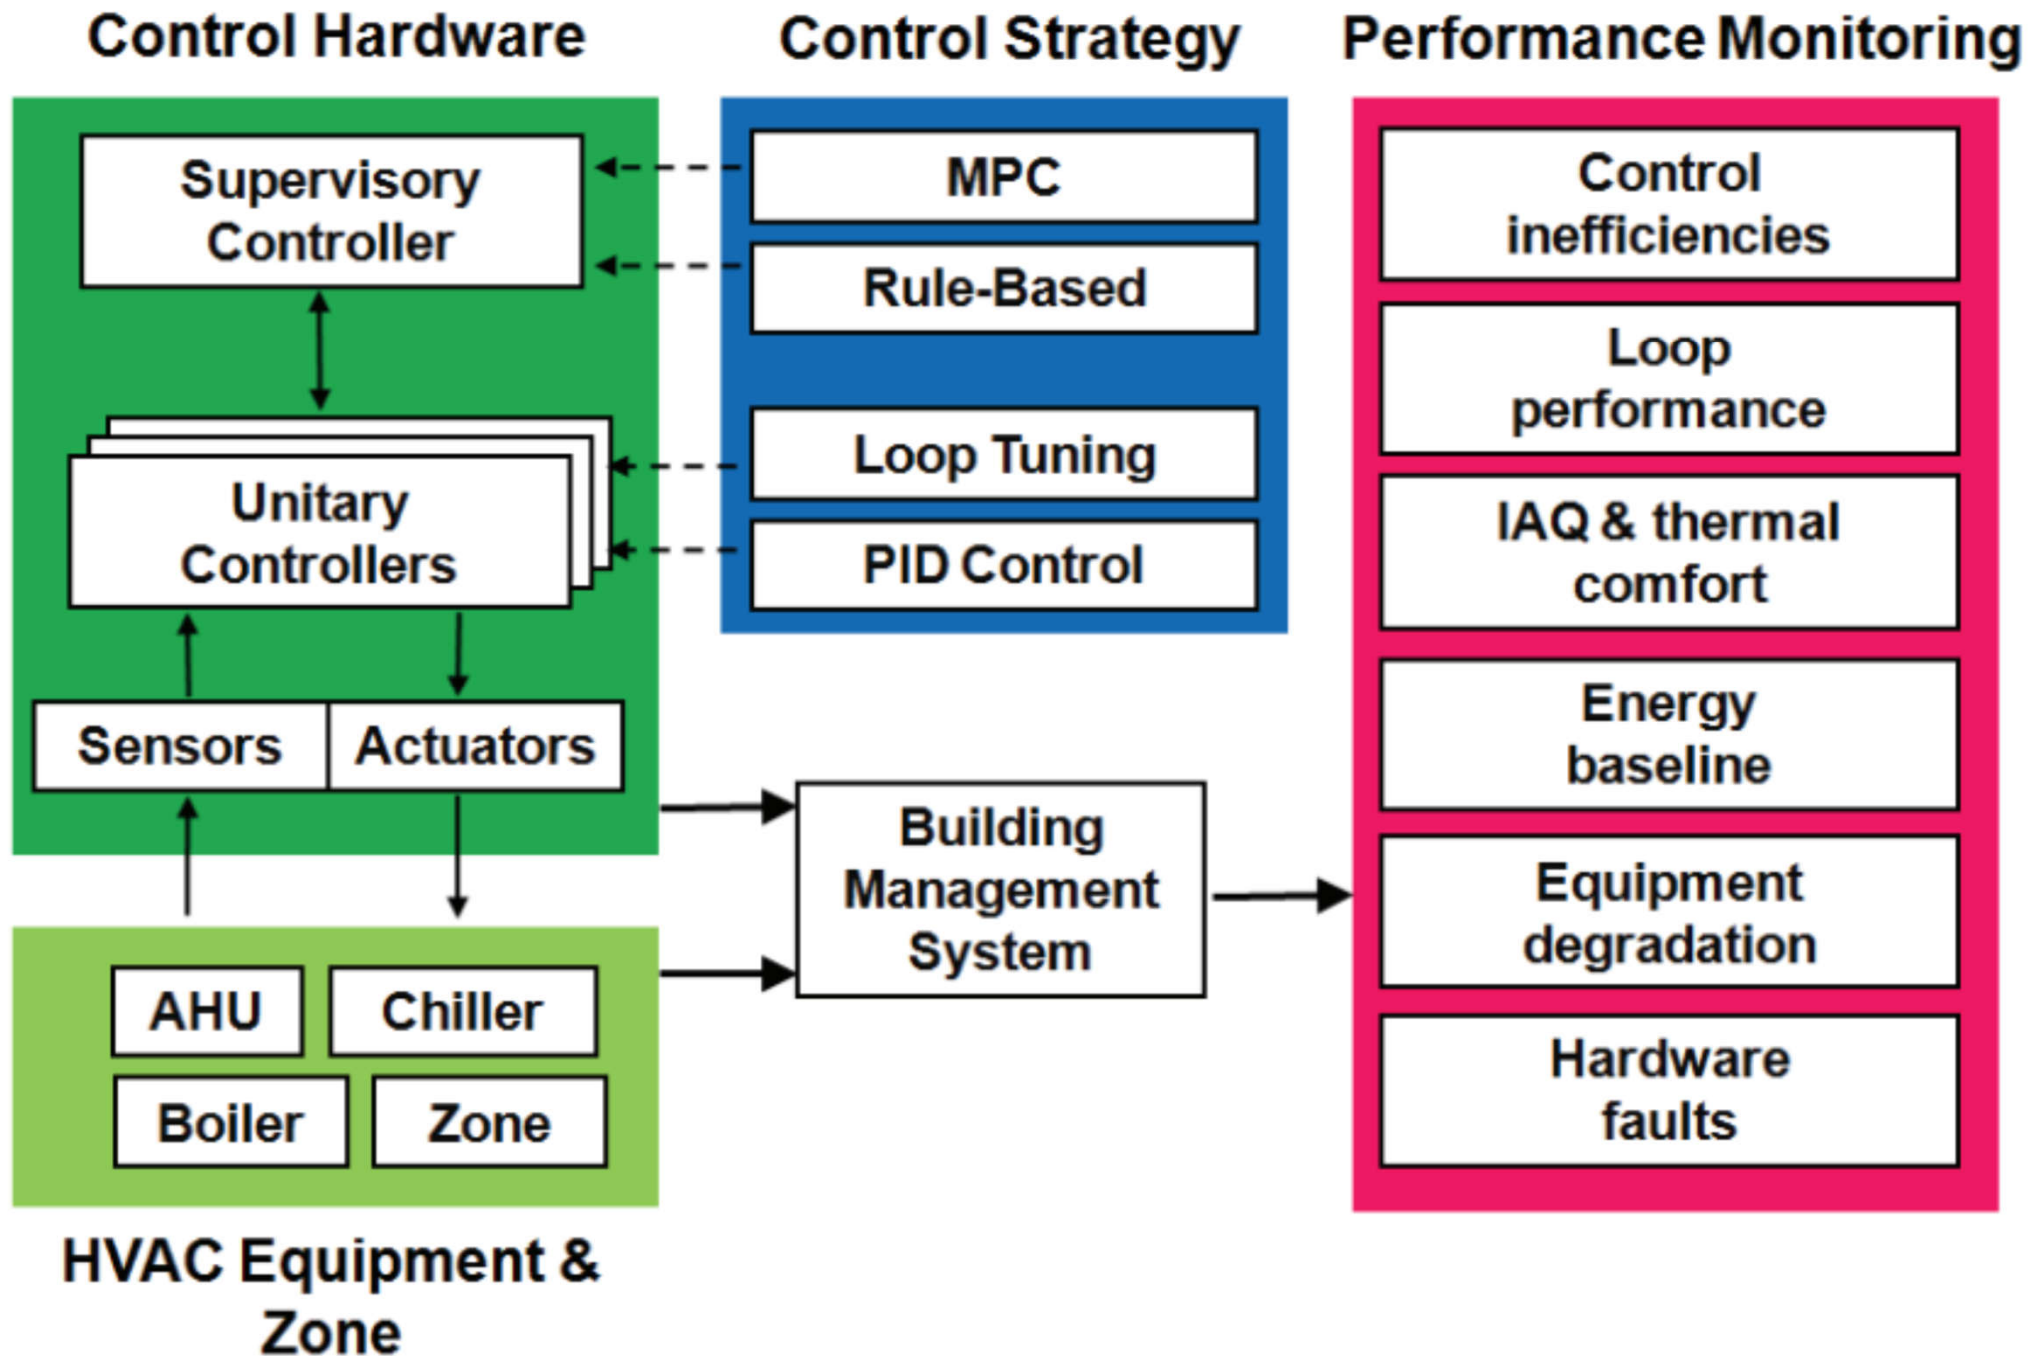 Control Hardware
Supervisory
Controller
Unitary
Controllers
Sensors
Actuators
AHU
Chiller
Boiler
Zone
HVAC Equipment &
Zone
Control Strategy
MPC
Rule-Based
Loop Tuning
PID Control
Building
Management
System
Performance Monitoring
Control
inefficiencies
Loop
performance
IAQ & thermal
comfort
Energy
baseline
Equipment
degradation
Hardware
faults